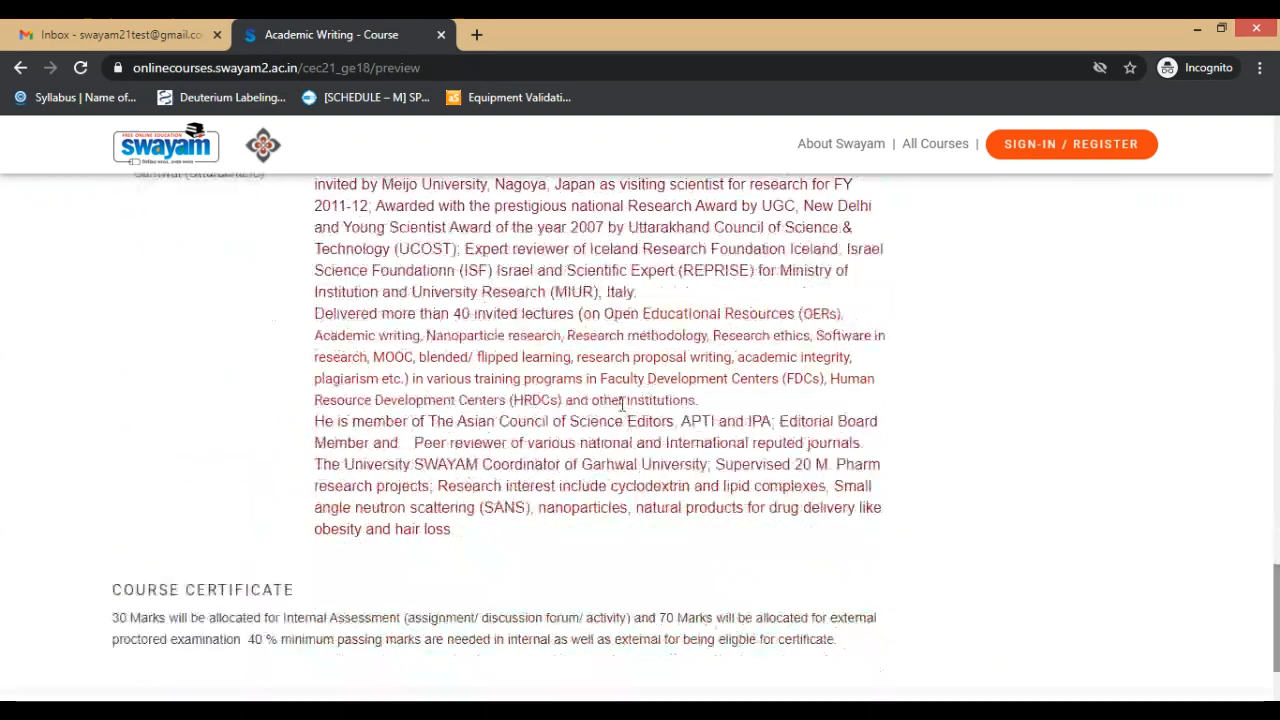 Inbox - swayam21test@gmail.co
Academic Writing - Course
onlinecourses.swayam2.ac.in/cec21_ge18/preview
Incognito
Syllabus | Name of...
Deuterium Labeling...
[SCHEDULE – M] SP...
Equipment Validati...
FREE ONLINE EDUCATION
swayam
About Swayam | All Courses |
SIGN-IN / REGISTER
invited by Meijo University, Nagoya, Japan as visiting scientist for research for FY
2011-12; Awarded with the prestigious national Research Award by UGC, New Delhi
and Young Scientist Award of the year 2007 by Uttarakhand Council of Science &
Technology (UCOST); Expert reviewer of Iceland Research Foundation Iceland, Israel
Science Foundationn (ISF) Israel and Scientific Expert (REPRISE) for Ministry of
Institution and University Research (MIUR), Italy.
Delivered more than 40 invited lectures (on Open Educational Resources (OERs),
Academic writing, Nanoparticle research, Research methodology, Research ethics, Software in
research, MOOC, blended/ flipped learning, research proposal writing, academic integrity,
plagiarism etc.) in various training programs in Faculty Development Centers (FDCs), Human
Resource Development Centers (HRDCs) and other institutions.
He is member of The Asian Council of Science Editors, APTI and IPA; Editorial Board
Member and Peer reviewer of various national and International reputed journals.
The University SWAYAM Coordinator of Garhwal University; Supervised 20 M. Pharm
research projects; Research interest include cyclodextrin and lipid complexes, Small
angle neutron scattering (SANS), nanoparticles, natural products for drug delivery like
obesity and hair loss
COURSE CERTIFICATE
30 Marks will be allocated for Internal Assessment (assignment/ discussion forum/ activity) and 70 Marks will be allocated for external
proctored examination 40 % minimum passing marks are needed in internal as well as external for being eligble for certificate.